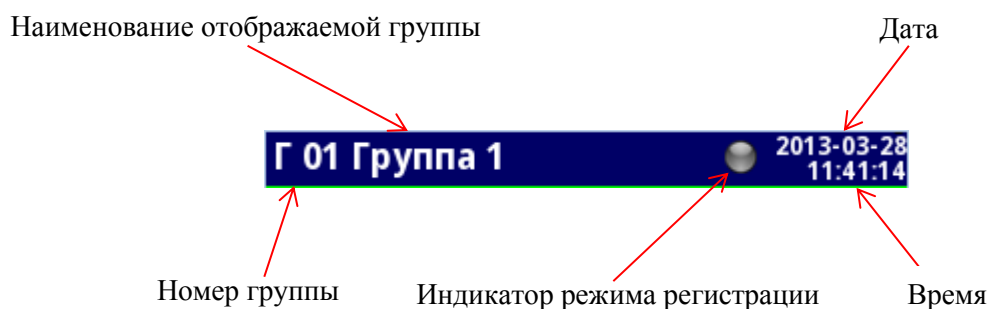 Наименование отображаемой группы
Дата
Г 01 Группа 1
2013-03-28
11:41:14
Номер группы
Индикатор режима регистрации
Время